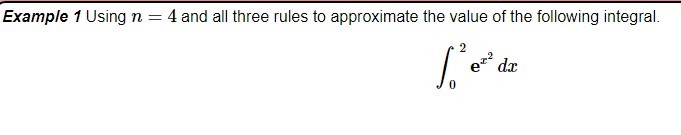 Example 1 Using n = 4 and all three rules to approximate the value of the following integral.
∫₀² e^{x²} dx